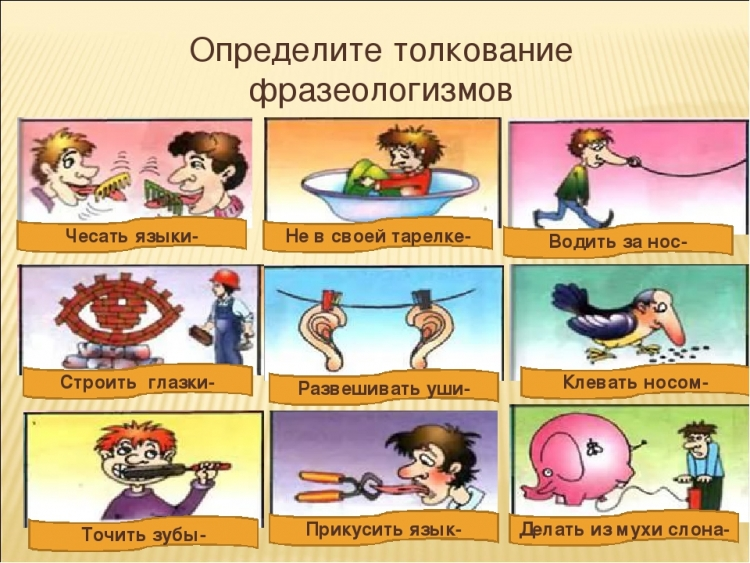 Определите толкование
фразеологизмов
Чесать языки-
Не в своей тарелке-
Водить за нос-
Строить глазки-
Развешивать уши-
Клевать носом-
Точить зубы-
Прикусить язык-
Делать из мухи слона-